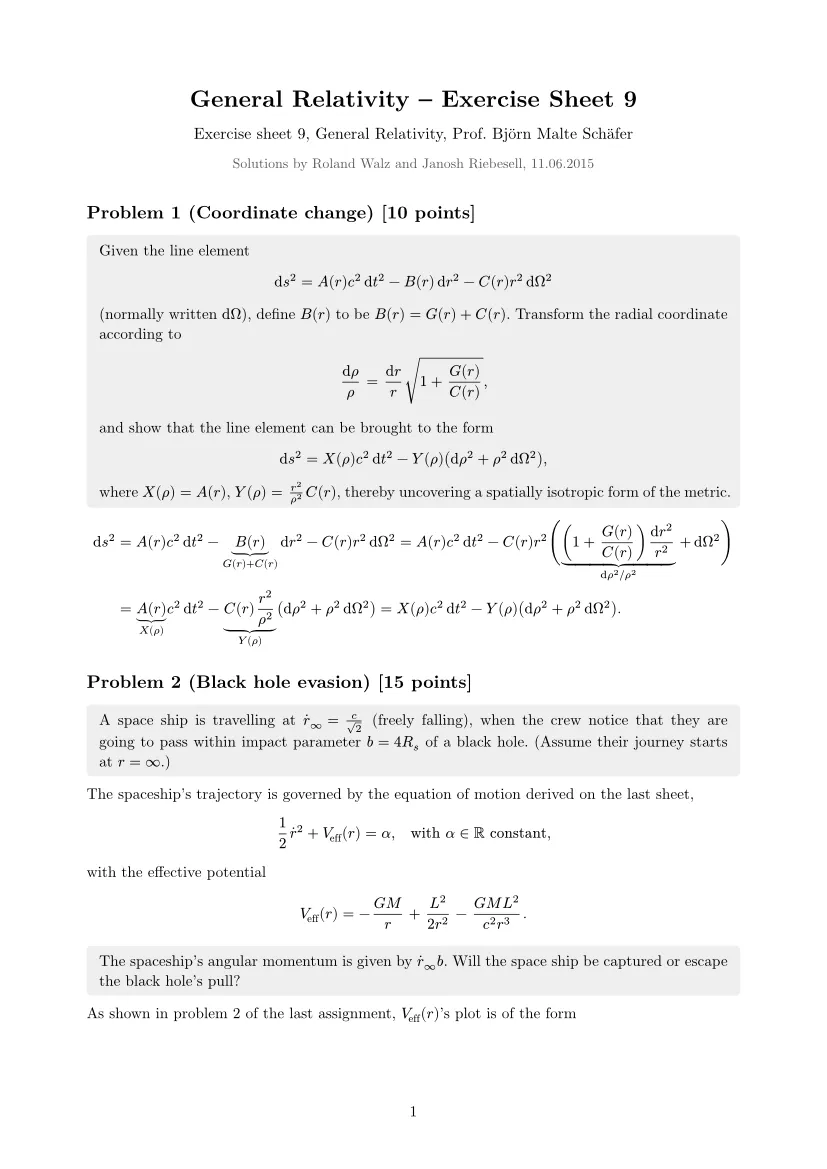 General Relativity – Exercise Sheet 9
Exercise sheet 9, General Relativity, Prof. Björn Malte Schäfer
Solutions by Roland Walz and Janosh Riebesell, 11.06.2015
Problem 1 (Coordinate change) [10 points]
Given the line element
ds² = A(r)c² dt² − B(r) dr² − C(r)r² dΩ²
(normally written dΩ), define B(r) to be B(r) = G(r) + C(r). Transform the radial coordinate
according to
dρ/ρ = dr/r √(1 + G(r)/C(r)),
and show that the line element can be brought to the form
ds² = X(ρ)c² dt² − Y(ρ)(dρ² + ρ² dΩ²),
where X(ρ) = A(r), Y(ρ) = r²/ρ² C(r), thereby uncovering a spatially isotropic form of the metric.
ds² = A(r)c² dt² − B(r) dr² − C(r)r² dΩ² = A(r)c² dt² − C(r)r² ((1 + G(r)/C(r)) dr²/r² + dΩ²)
G(r)+C(r) dρ²/ρ²
= A(r)c² dt² − C(r) r²/ρ² (dρ² + ρ² dΩ²) = X(ρ)c² dt² − Y(ρ)(dρ² + ρ² dΩ²).
X(ρ) Y(ρ)
Problem 2 (Black hole evasion) [15 points]
A space ship is travelling at ṙ∞ = c/√2 (freely falling), when the crew notice that they are
going to pass within impact parameter b = 4Rₛ of a black hole. (Assume their journey starts
at r = ∞.)
The spaceship's trajectory is governed by the equation of motion derived on the last sheet,
1/2 ṙ² + V_eff(r) = α, with α ∈ ℝ constant,
with the effective potential
V_eff(r) = − GM/r + L²/2r² − GML²/c²r³ .
The spaceship's angular momentum is given by ṙ∞b. Will the space ship be captured or escape
the black hole's pull?
As shown in problem 2 of the last assignment, V_eff(r)'s plot is of the form
1